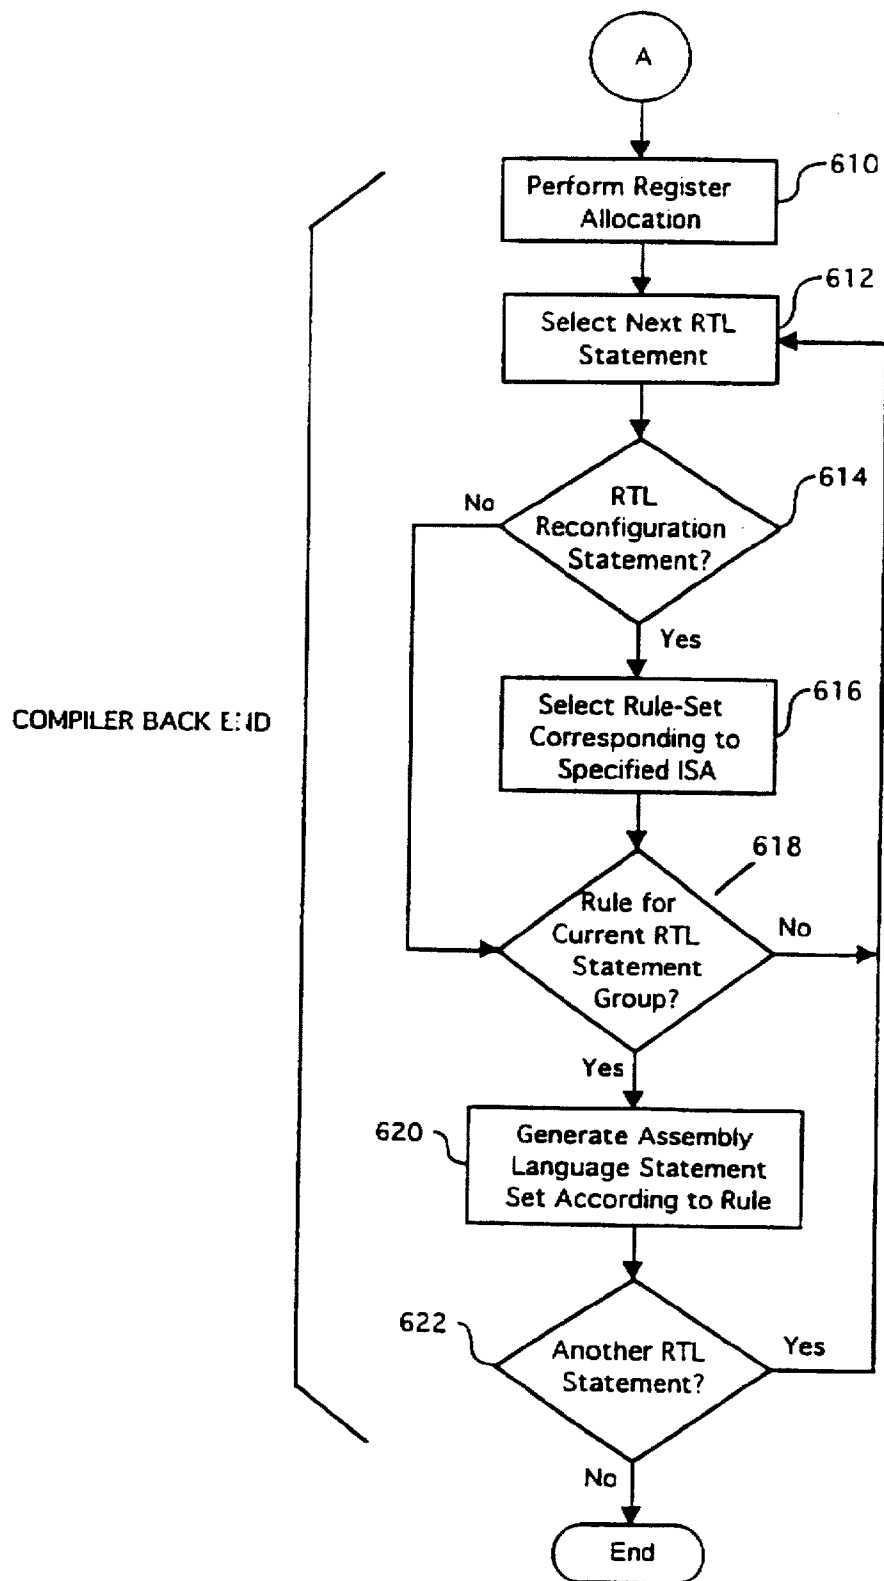 A
Perform Register
Allocation
610
Select Next RTL
Statement
612
RTL
Reconfiguration
Statement?
614
No
Yes
Select Rule-Set
Corresponding to
Specified ISA
616
COMPILER BACK END
Rule for
Current RTL
Statement
Group?
618
No
Yes
620
Generate Assembly
Language Statement
Set According to Rule
622
Another RTL
Statement?
Yes
No
End